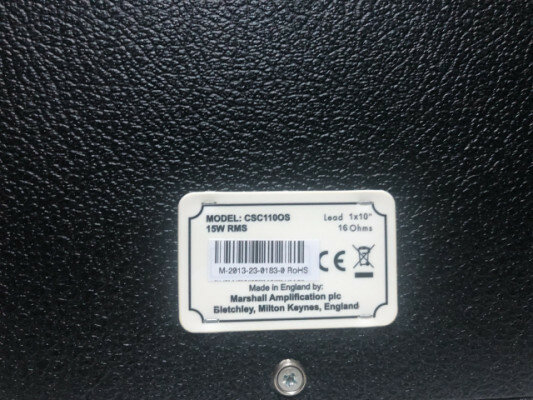 MODEL: CSC110OS Lead 1x10"
15W RMS 16 Ohms
M-2013-23-0183-0 RoHS
CE
Made in England by:
Marshall Amplification plc
Bletchley, Milton Keynes, England